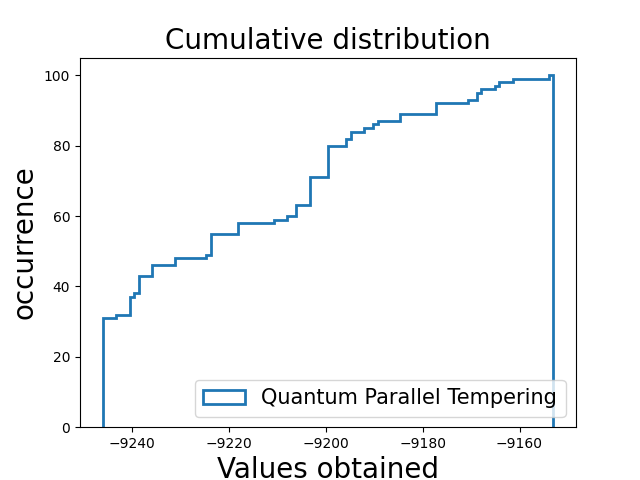 Cumulative distribution
100
80
60
40
20
0
occurrence
Quantum Parallel Tempering
−9240 −9220 −9200 −9180 −9160
Values obtained